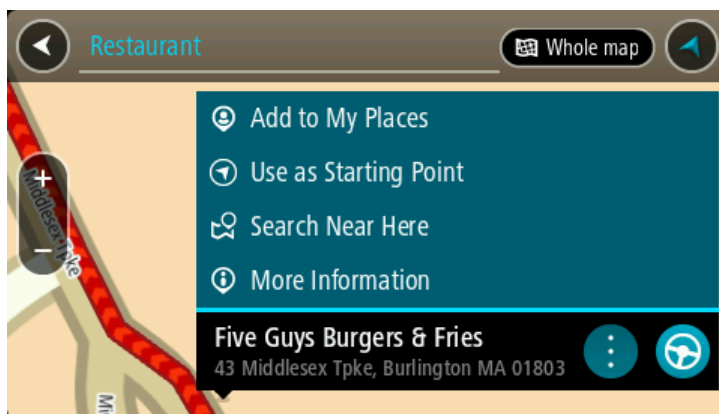 Restaurant
Whole map
Add to My Places
Use as Starting Point
Search Near Here
More Information
Five Guys Burgers & Fries
43 Middlesex Tpke, Burlington MA 01803
+
Middlesex Tpke
–
Mi